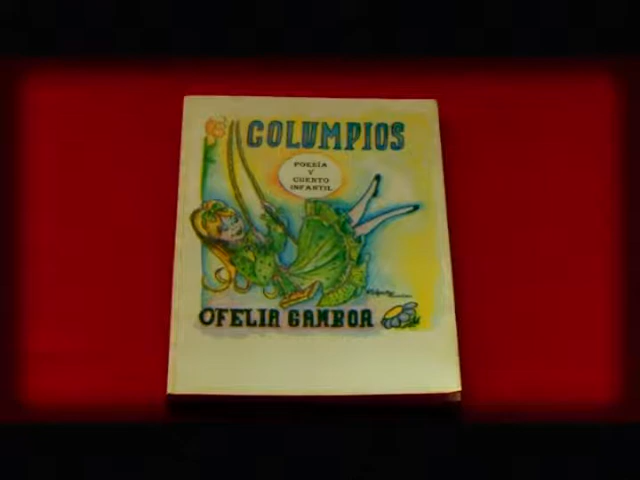 COLUMPIOS
POESÍA
Y
CUENTO
INFANTIL
OFELIA GAMBOA